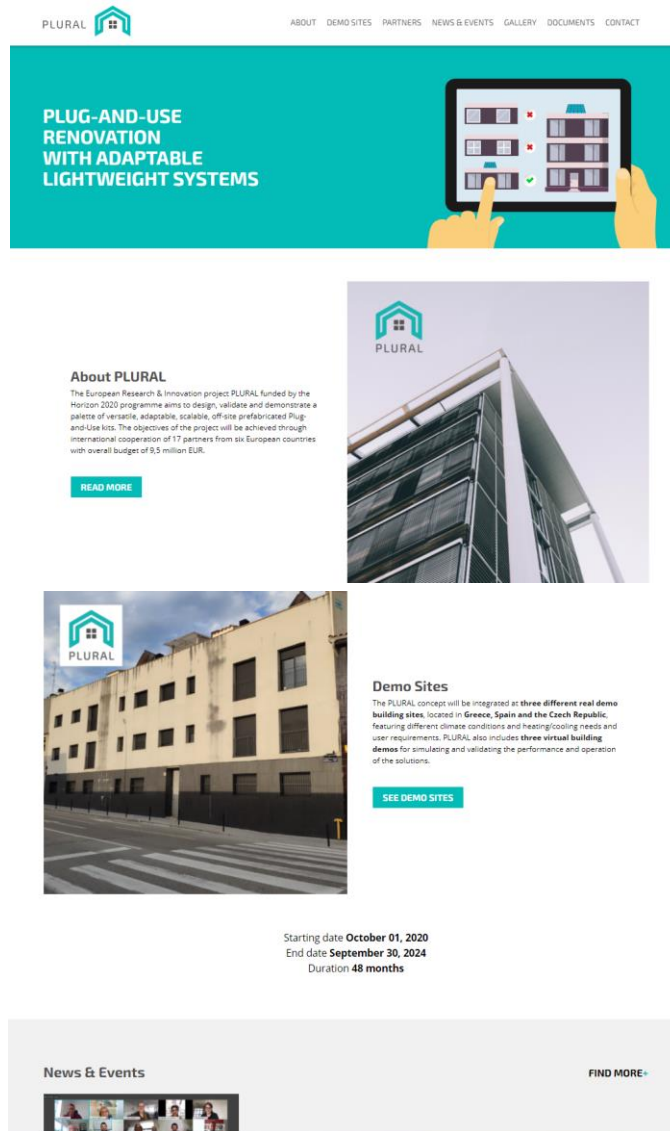 PLURAL
ABOUT DEMO SITES PARTNERS NEWS & EVENTS GALLERY DOCUMENTS CONTACT
PLUG-AND-USE
RENOVATION
WITH ADAPTABLE
LIGHTWEIGHT SYSTEMS
PLURAL
About PLURAL
The European Research & Innovation project PLURAL funded by the
Horizon 2020 programme aims to design, validate and demonstrate a
palette of versatile, adaptable, scalable, off-site prefabricated Plug-
and-Use kits. The objectives of the project will be achieved through
international cooperation of 17 partners from six European countries
with overall budget of 9,5 million EUR.
READ MORE
PLURAL
Demo Sites
The PLURAL concept will be integrated at three different real demo
building sites, located in Greece, Spain and the Czech Republic,
featuring different climate conditions and heating/cooling needs and
user requirements. PLURAL also includes three virtual building
demos for simulating and validating the performance and operation
of the solutions.
SEE DEMO SITES
Starting date October 01, 2020
End date September 30, 2024
Duration 48 months
News & Events
FIND MORE+